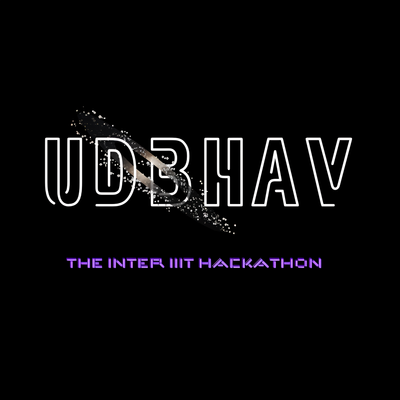 UDBHAV
THE INTER IIIT HACKATHON